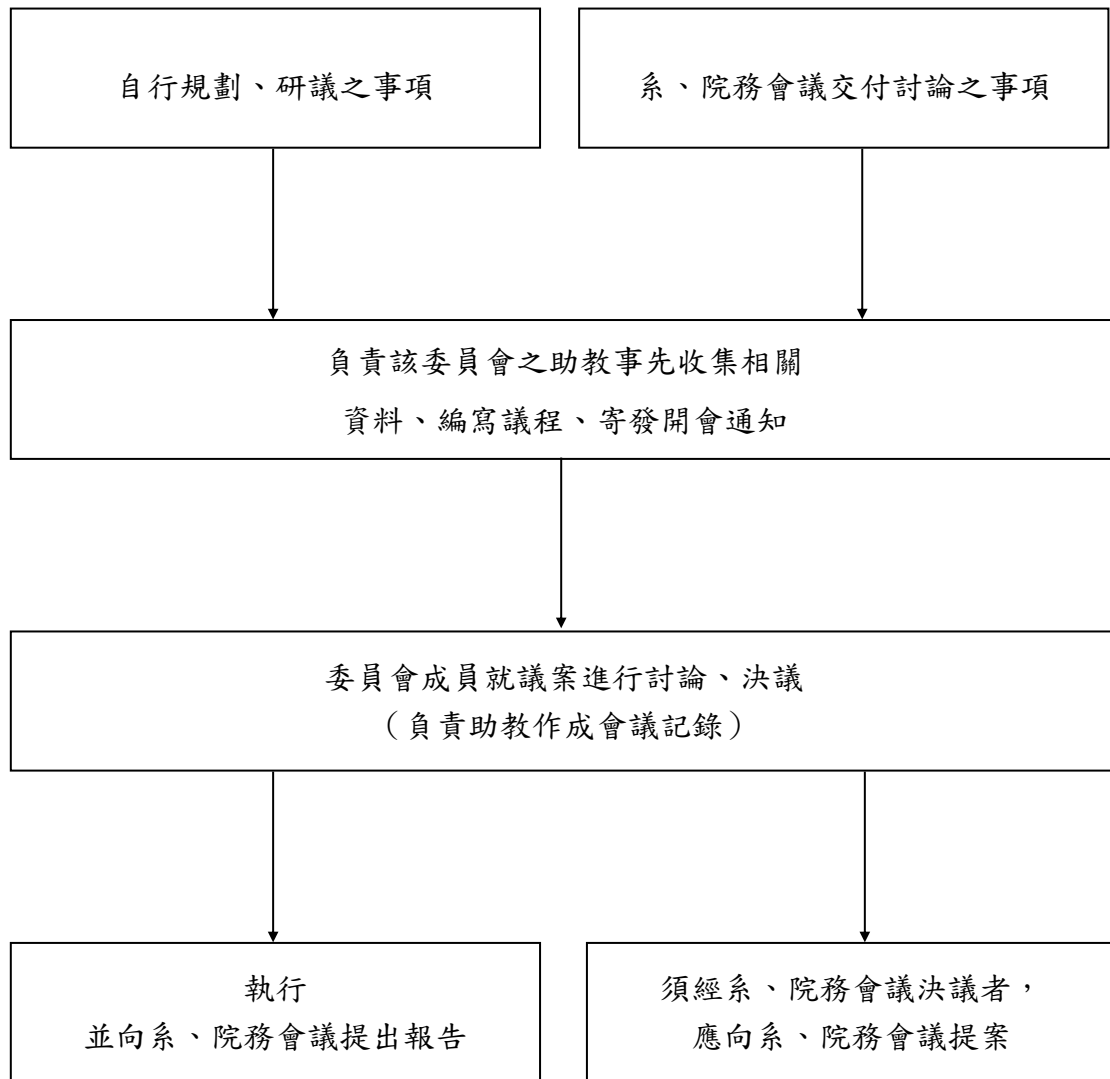 自行規劃、研議之事項
系、院務會議交付討論之事項
負責該委員會之助教事先收集相關
資料、編寫議程、寄發開會通知
委員會成員就議案進行討論、決議
（負責助教作成會議記錄）
執行
並向系、院務會議提出報告
須經系、院務會議決議者，
應向系、院務會議提案